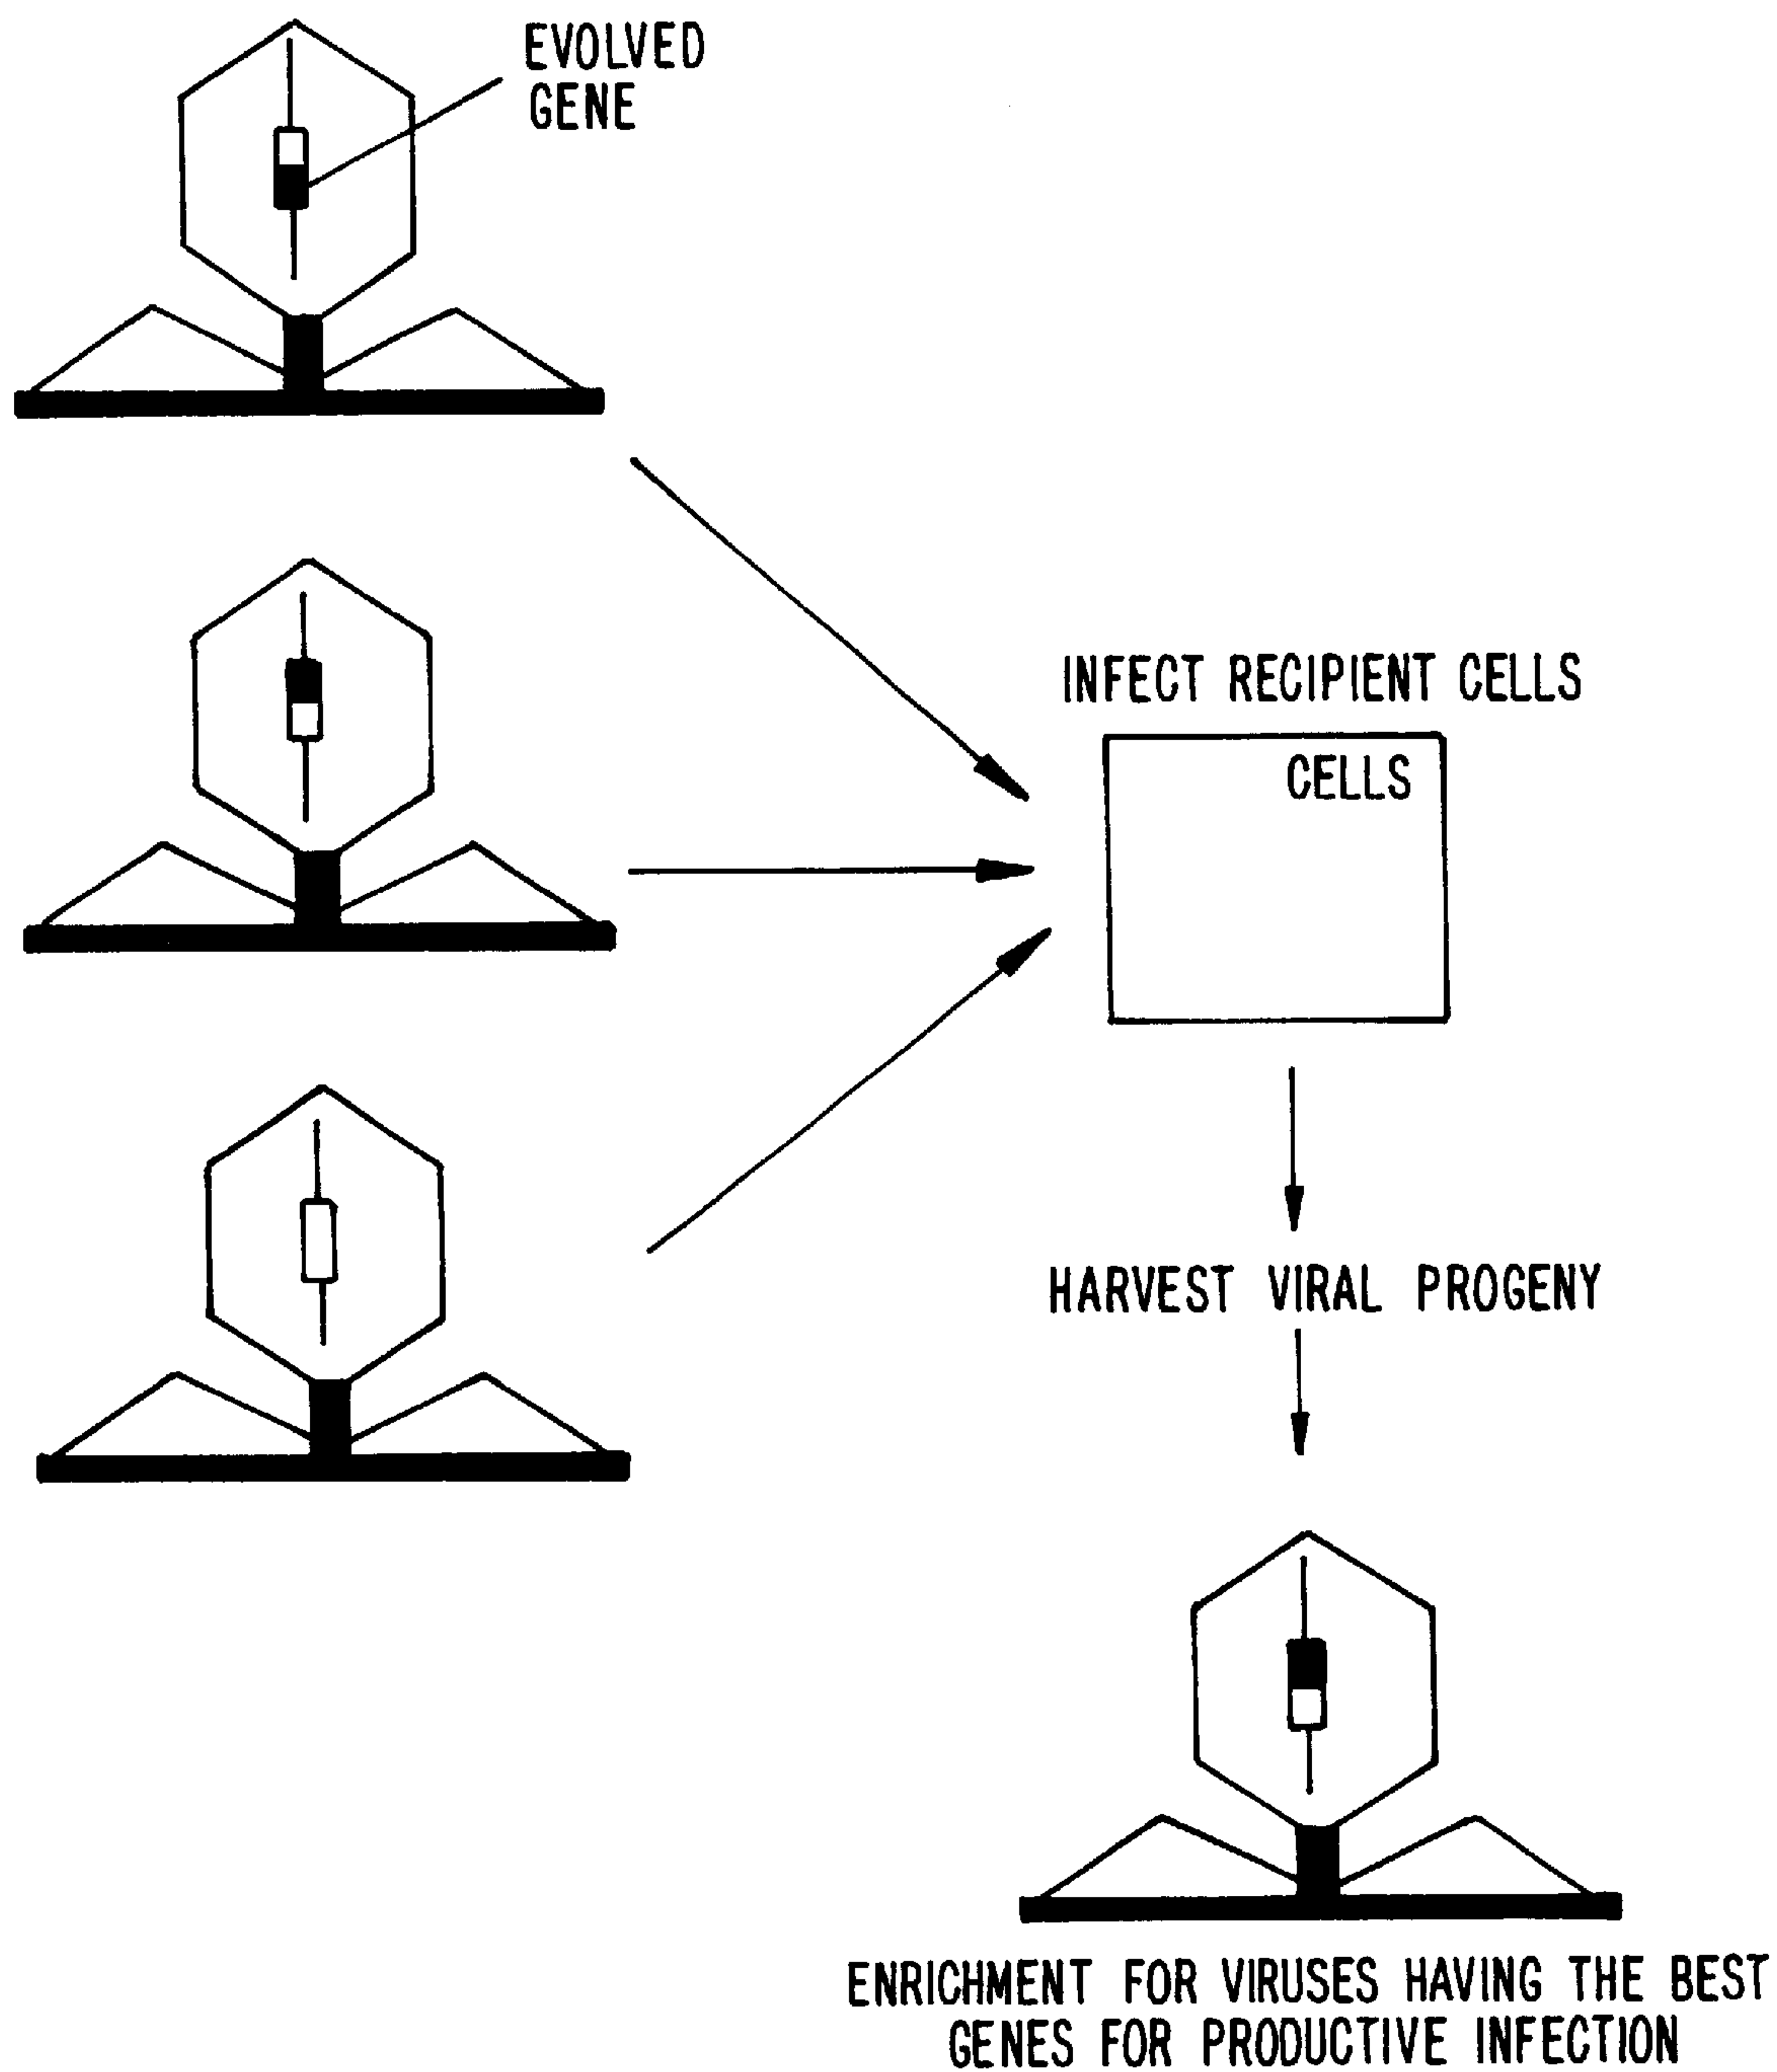 EVOLVED
GENE
INFECT RECIPIENT CELLS
CELLS
HARVEST VIRAL PROGENY
ENRICHMENT FOR VIRUSES HAVING THE BEST
GENES FOR PRODUCTIVE INFECTION